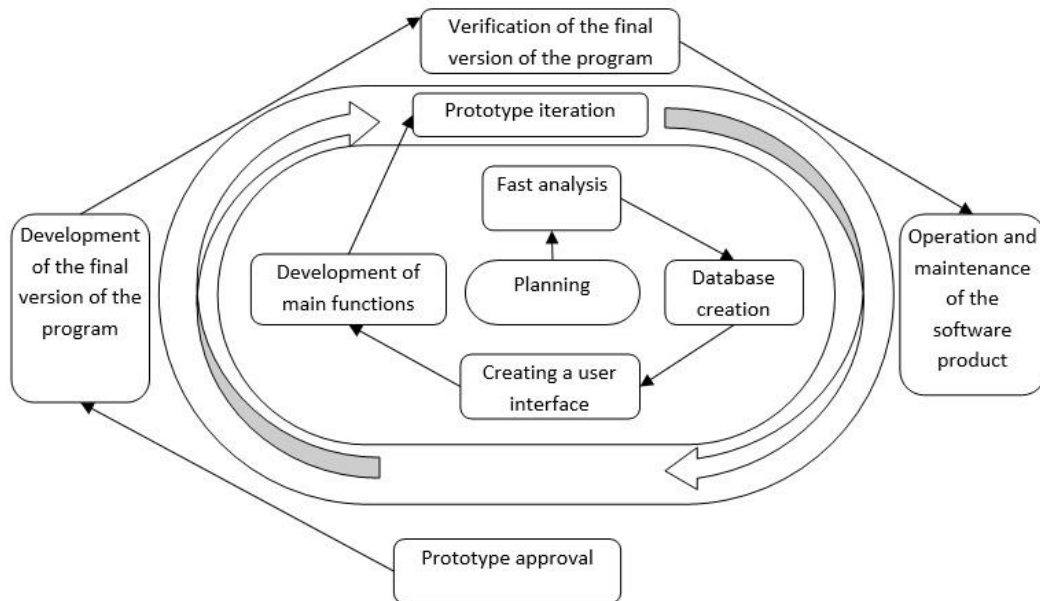 Verification of the final
version of the program
Prototype iteration
Fast analysis
Development
of the final
version of the
program
Development of
main functions
Planning
Database
creation
Operation and
maintenance
of the
software
product
Creating a user
interface
Prototype approval